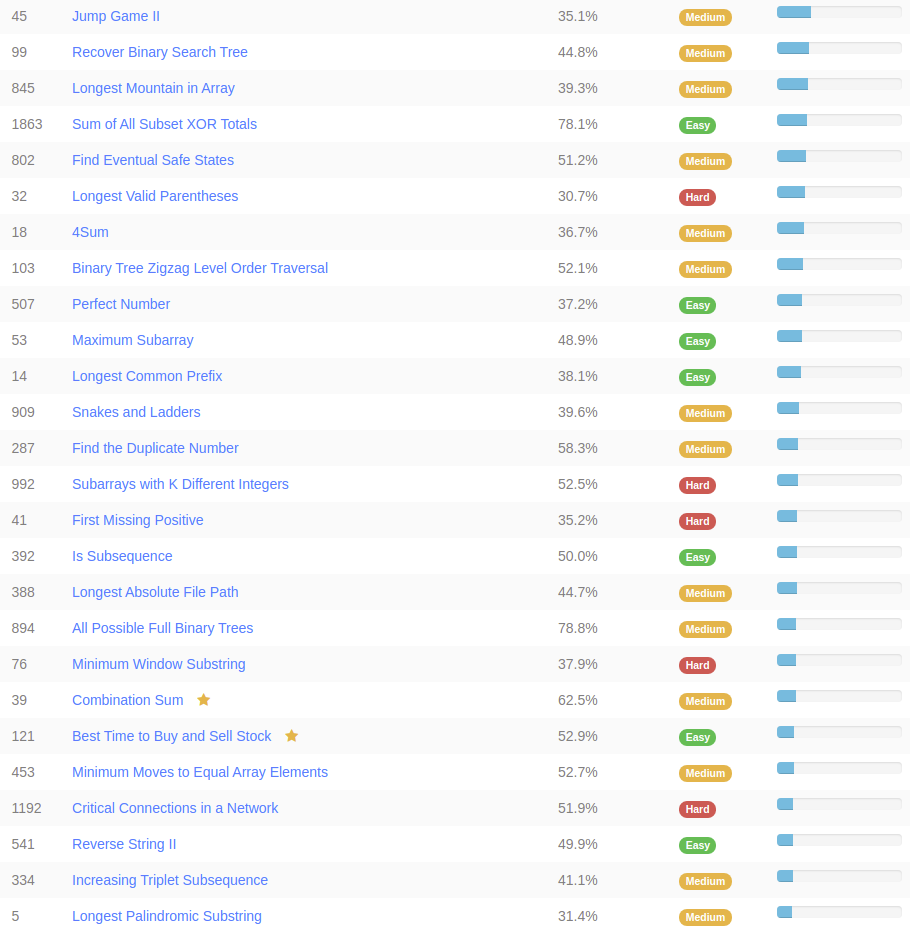 45 Jump Game II 35.1% Medium
99 Recover Binary Search Tree 44.8% Medium
845 Longest Mountain in Array 39.3% Medium
1863 Sum of All Subset XOR Totals 78.1% Easy
802 Find Eventual Safe States 51.2% Medium
32 Longest Valid Parentheses 30.7% Hard
18 4Sum 36.7% Medium
103 Binary Tree Zigzag Level Order Traversal 52.1% Medium
507 Perfect Number 37.2% Easy
53 Maximum Subarray 48.9% Easy
14 Longest Common Prefix 38.1% Easy
909 Snakes and Ladders 39.6% Medium
287 Find the Duplicate Number 58.3% Medium
992 Subarrays with K Different Integers 52.5% Hard
41 First Missing Positive 35.2% Hard
392 Is Subsequence 50.0% Easy
388 Longest Absolute File Path 44.7% Medium
894 All Possible Full Binary Trees 78.8% Medium
76 Minimum Window Substring 37.9% Hard
39 Combination Sum 62.5% Medium
121 Best Time to Buy and Sell Stock 52.9% Easy
453 Minimum Moves to Equal Array Elements 52.7% Medium
1192 Critical Connections in a Network 51.9% Hard
541 Reverse String II 49.9% Easy
334 Increasing Triplet Subsequence 41.1% Medium
5 Longest Palindromic Substring 31.4% Medium